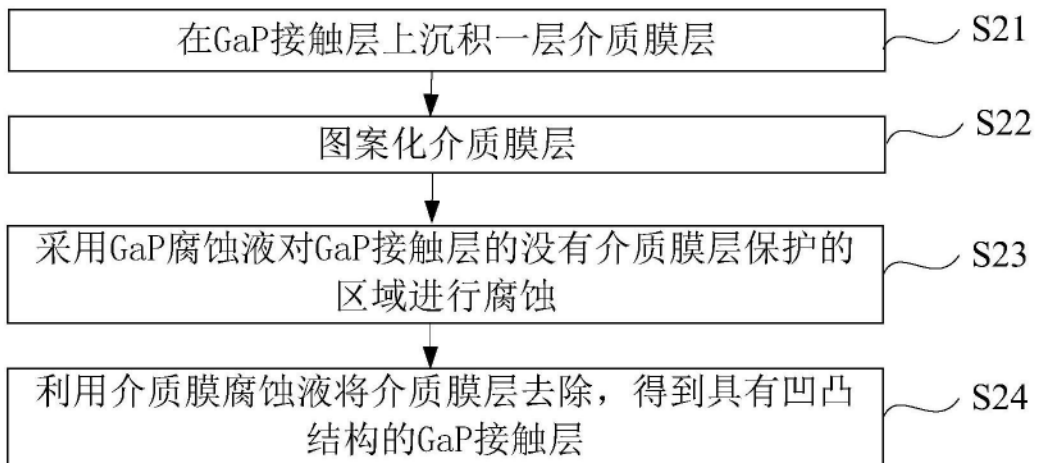 在GaP接触层上沉积一层介质膜层
S21
图案化介质膜层
S22
采用GaP腐蚀液对GaP接触层的没有介质膜层保护的
区域进行腐蚀
S23
利用介质膜腐蚀液将介质膜层去除，得到具有凹凸
结构的GaP接触层
S24